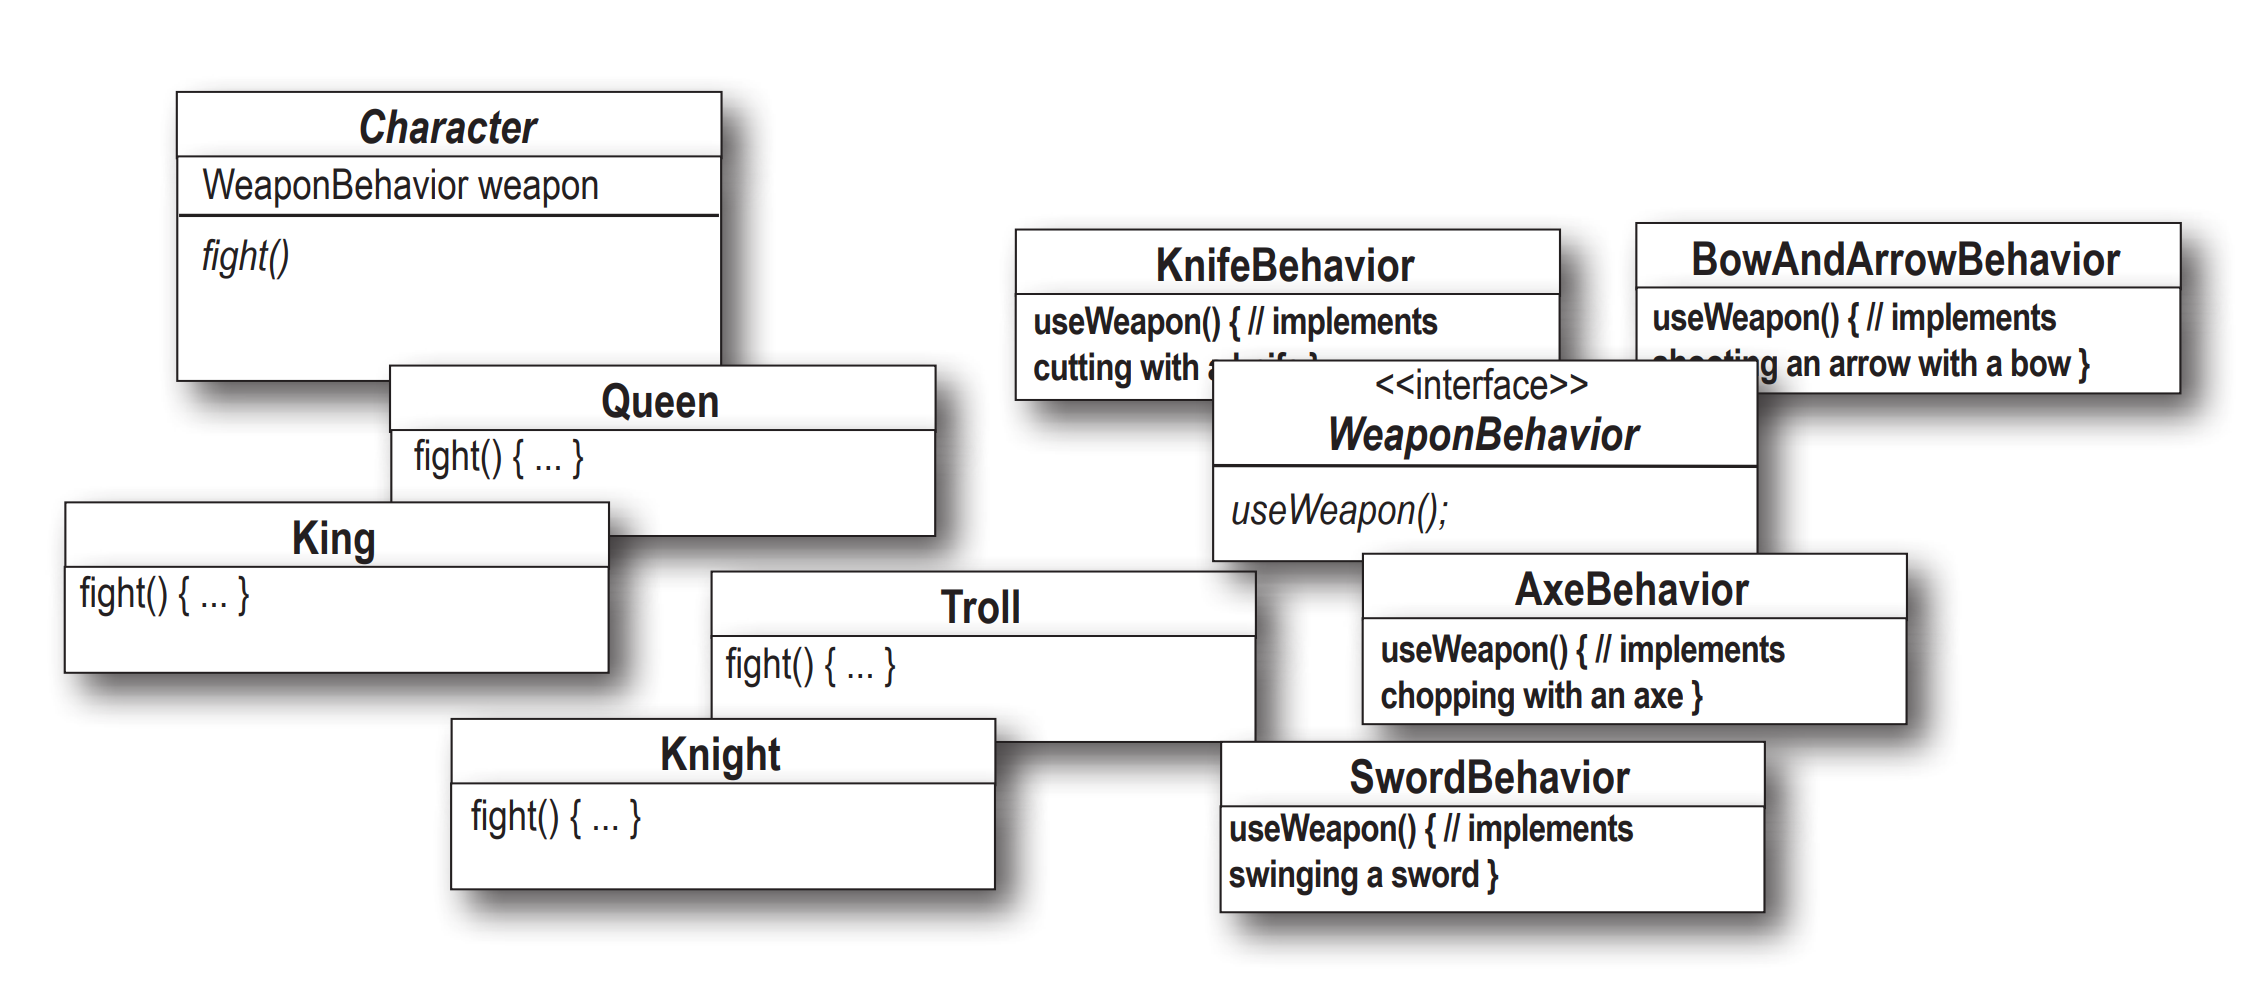 Character
WeaponBehavior weapon
fight()
KnifeBehavior
useWeapon() { // implements
cutting with a
BowAndArrowBehavior
useWeapon() { // implements
an arrow with a bow }
Queen
fight() { ... }
<<interface>>
WeaponBehavior
useWeapon();
King
fight() { ... }
Troll
fight() { ... }
AxeBehavior
useWeapon() { // implements
chopping with an axe }
Knight
fight() { ... }
SwordBehavior
useWeapon() { // implements
swinging a sword }